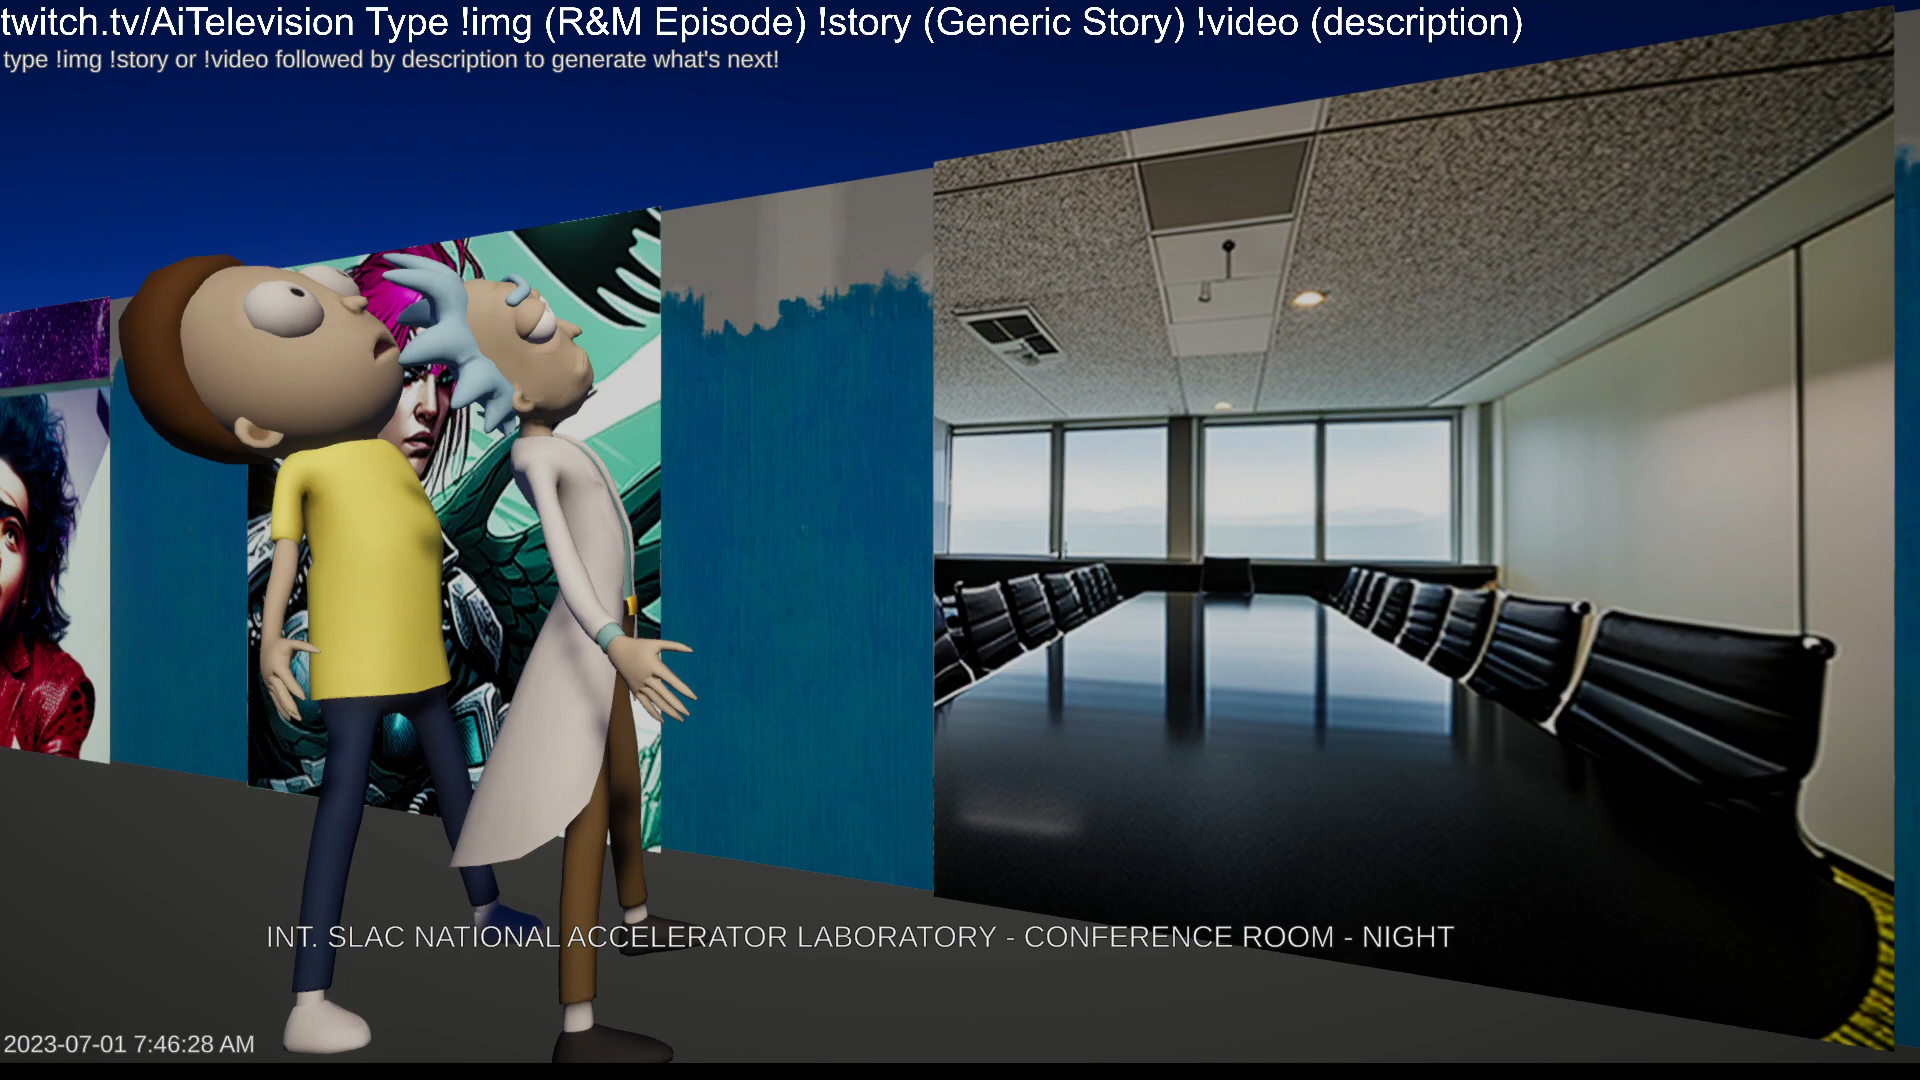 twitch.tv/AiTelevision Type !img (R&M Episode) !story (Generic Story) !video (description)
type !img !story or !video followed by description to generate what's next!
INT. SLAC NATIONAL ACCELERATOR LABORATORY - CONFERENCE ROOM - NIGHT
2023-07-01 7:46:28 AM